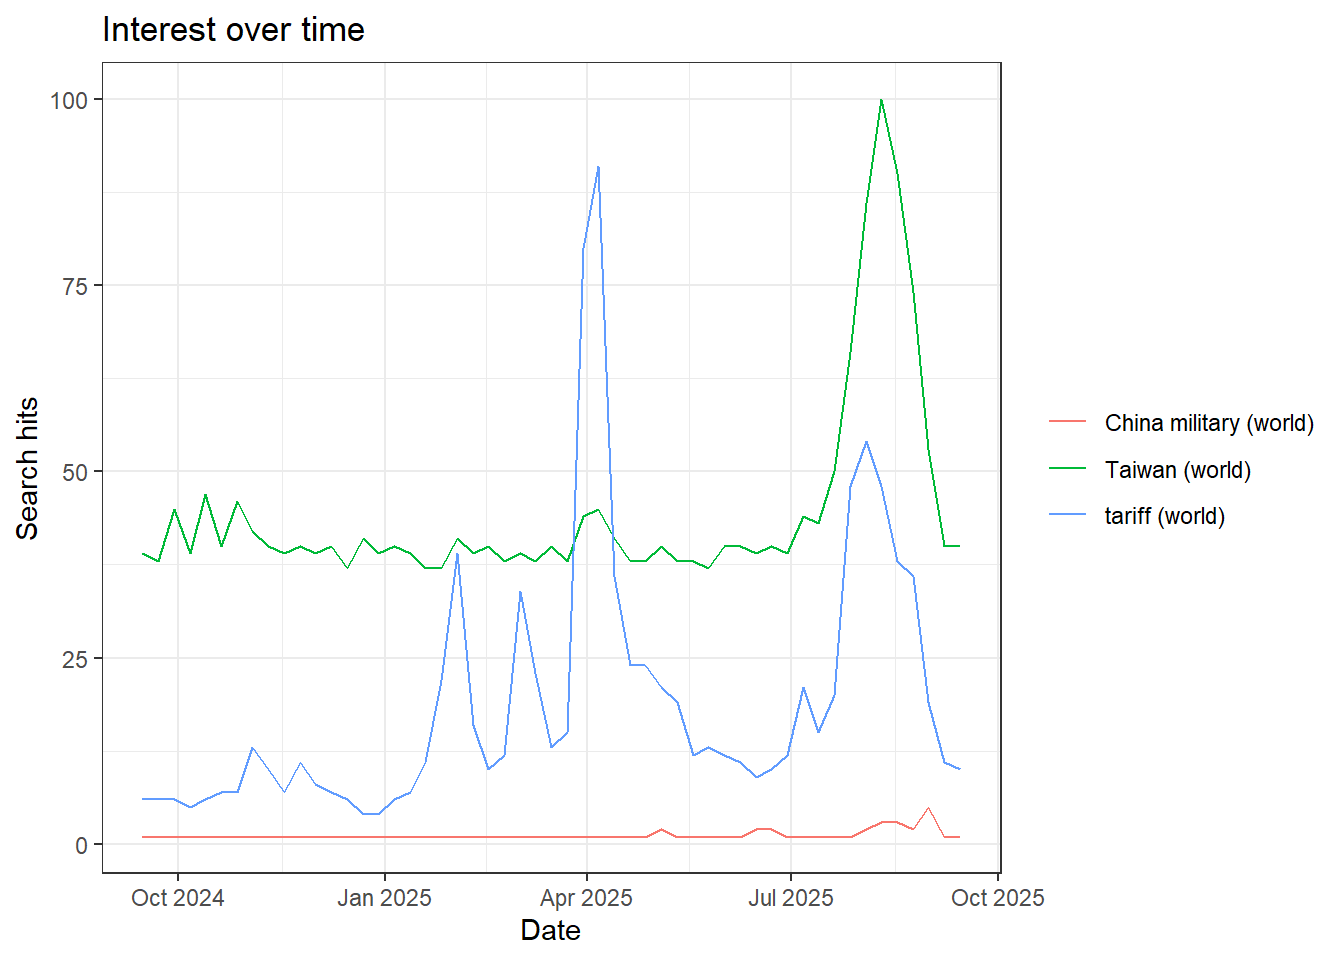 Interest over time
Search hits
100
75
50
25
0
Oct 2024
Jan 2025
Apr 2025
Jul 2025
Oct 2025
Date
China military (world)
Taiwan (world)
tariff (world)